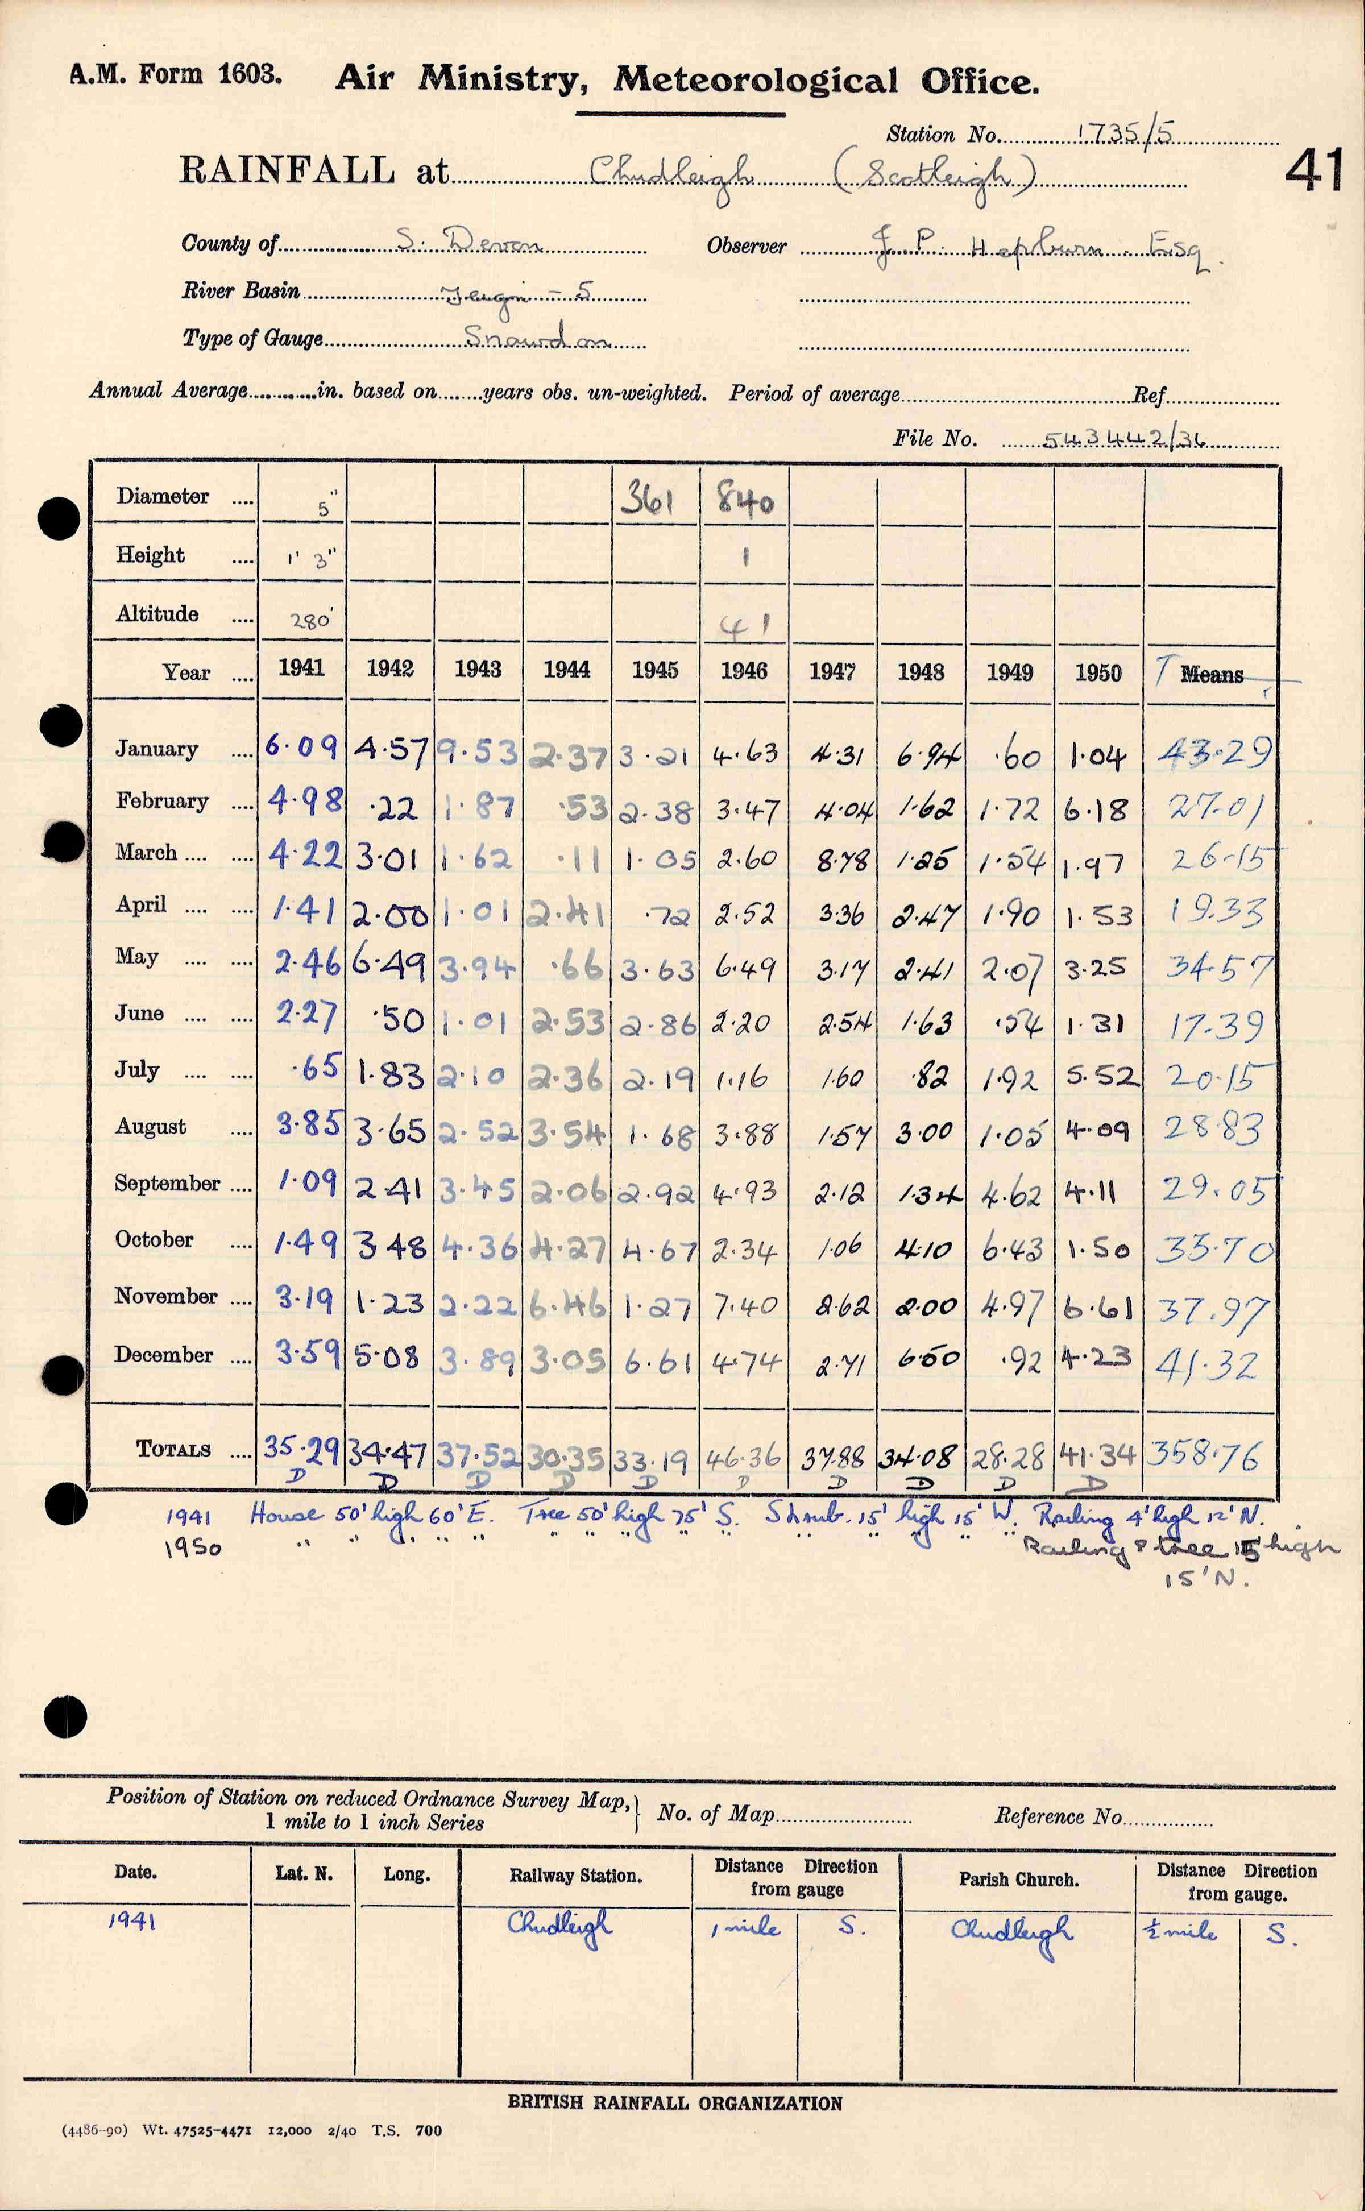 A.M. Form 1603. Air Ministry, Meteorological Office.
Station No. 1735/5
RAINFALL at Chudleigh (Scotleigh) 41
County of S. Devon Observer J. P. Hepburn Esq.
River Basin Teign - 5
Type of Gauge Snowdon
Annual Average in. based on years obs. un-weighted. Period of average Ref
File No. 543442/36
Diameter 5" 361 840
Height 1' 3" 1
Altitude 280' 41
Year 1941 1942 1943 1944 1945 1946 1947 1948 1949 1950 T Means
January 6.09 4.57 9.53 2.37 3.21 4.63 4.31 6.94 .60 1.04 43.29
February 4.98 .22 1.87 .53 2.38 3.47 4.04 1.62 1.72 6.18 27.01
March 4.22 3.01 1.62 .11 1.05 2.60 8.78 1.25 1.54 1.97 26.15
April 1.41 2.00 1.01 2.41 .72 2.52 3.36 2.47 1.90 1.53 19.33
May 2.46 6.49 3.94 .66 3.63 6.49 3.17 2.41 2.07 3.25 34.57
June 2.27 .50 1.01 2.53 2.86 2.20 2.54 1.63 .54 1.31 17.39
July .65 1.83 2.10 2.36 2.19 1.16 1.60 .82 1.92 5.52 20.15
August 3.85 3.65 2.52 3.54 1.68 3.88 1.57 3.00 1.05 4.09 28.83
September 1.09 2.41 3.45 2.06 2.92 4.93 2.12 1.34 4.62 4.11 29.05
October 1.49 3.48 4.36 4.27 4.67 2.34 1.06 4.10 6.43 1.50 33.70
November 3.19 1.23 2.22 6.46 1.27 7.40 2.62 2.00 4.97 6.61 37.97
December 3.59 5.08 3.89 3.05 6.61 4.74 2.71 6.50 .92 4.23 41.32
TOTALS 35.29 34.47 37.52 30.35 33.19 46.36 37.88 34.08 28.28 41.34 358.76
D D D D D D D D D D
1941 House 50' high 60' E. Tree 50' high 75' S. Shrub 15' high 15' W. Railing 4' high 12' N.
1950 " " " " " " " " " " " " Railing & tree 15' high
15' N.
Position of Station on reduced Ordnance Survey Map, 1 mile to 1 inch Series No. of Map Reference No.
Date. Lat. N. Long. Railway Station. Distance Direction from gauge Parish Church. Distance Direction from gauge.
1941 Chudleigh 1 mile S. Chudleigh ½ mile S.
BRITISH RAINFALL ORGANIZATION
(4486-90) Wt. 47525-4471 12,000 2/40 T.S. 700